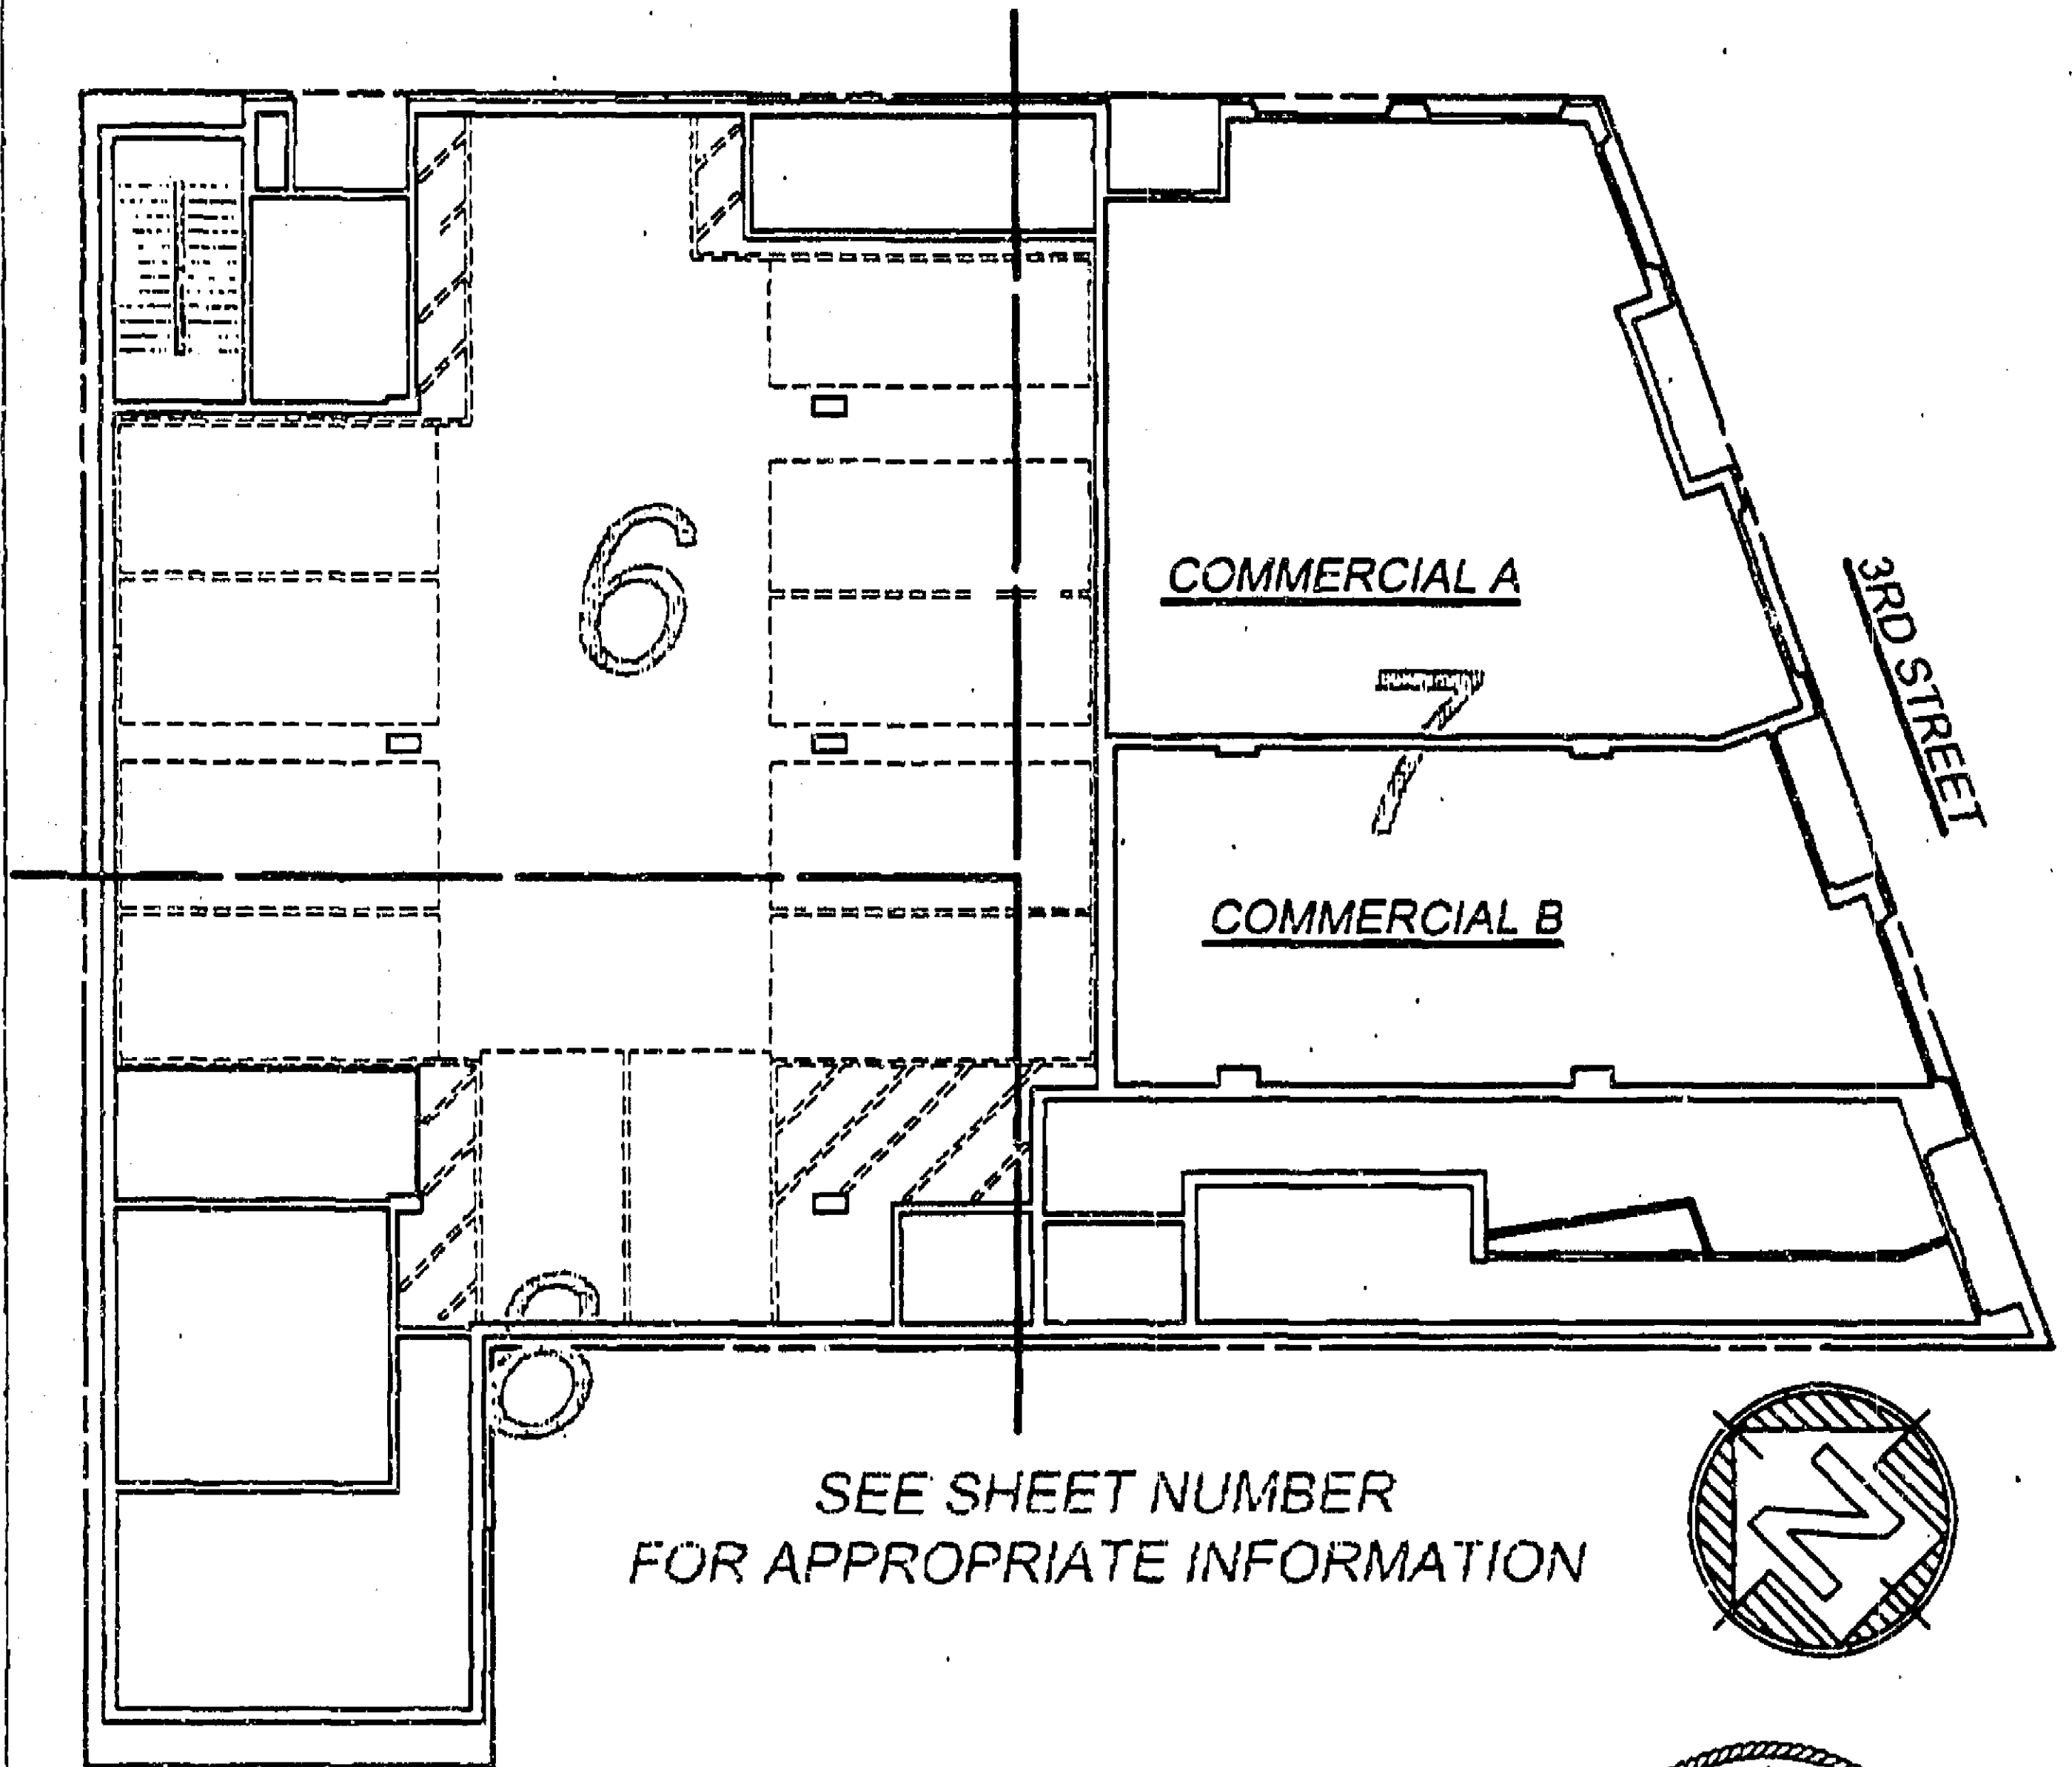 6
COMMERCIAL A
7
3RD STREET
COMMERCIAL B
8
SEE SHEET NUMBER
FOR APPROPRIATE INFORMATION
N